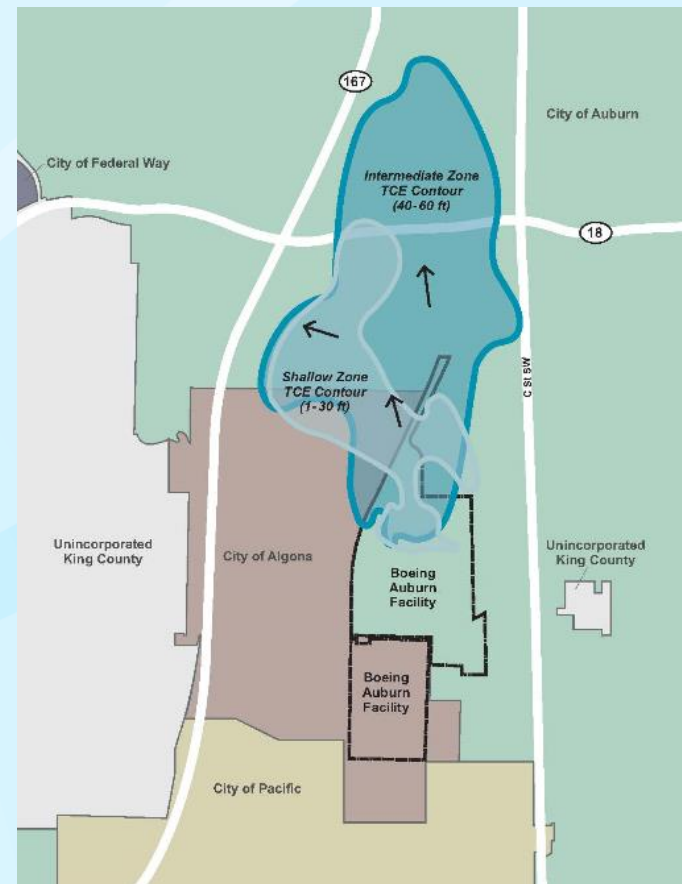 167
City of Auburn
City of Federal Way
Intermediate Zone
TCE Contour
(40-60 ft)
18
Shallow Zone
TCE Contour
(1-30 ft)
C St SW
Unincorporated
King County
City of Algona
Boeing
Auburn
Facility
Unincorporated
King County
Boeing
Auburn
Facility
City of Pacific